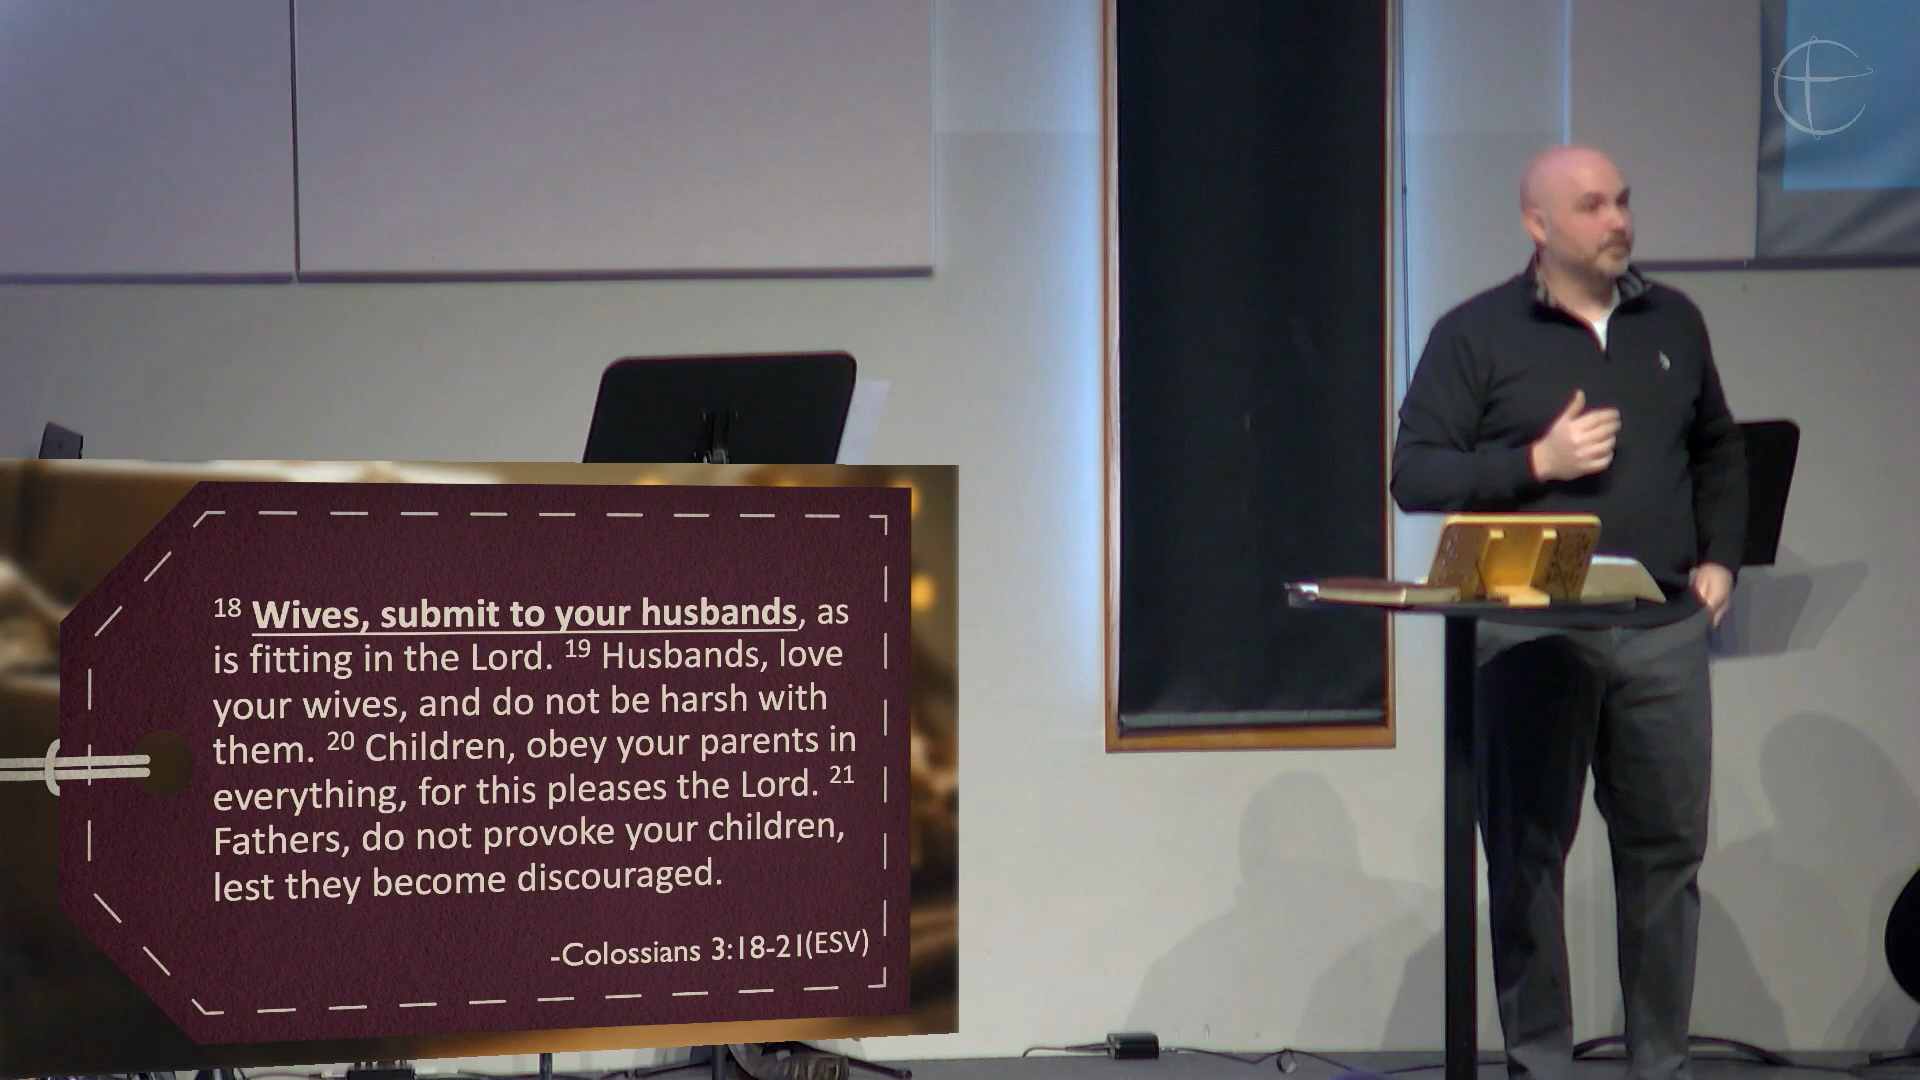 18 Wives, submit to your husbands, as
is fitting in the Lord. 19 Husbands, love
your wives, and do not be harsh with
them. 20 Children, obey your parents in
everything, for this pleases the Lord. 21
Fathers, do not provoke your children,
lest they become discouraged.
-Colossians 3:18-21(ESV)